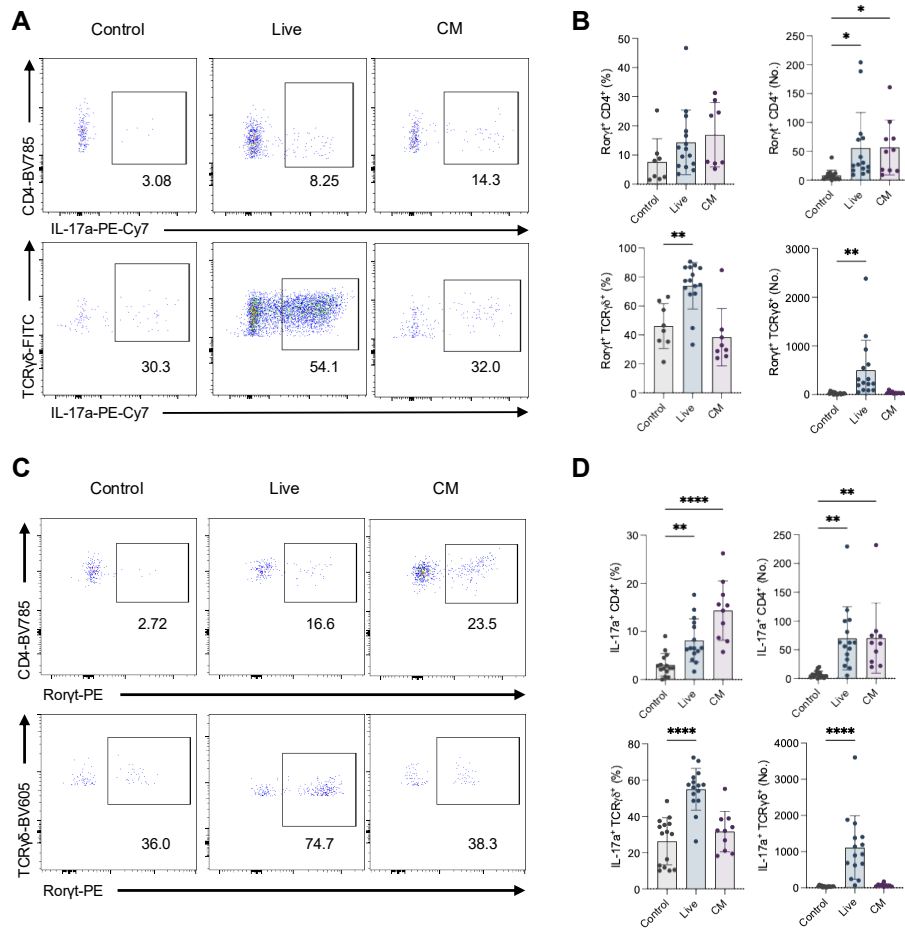 A
Control
Live
CM
CD4-BV785
3.08
8.25
14.3
IL-17a-PE-Cy7
TCRγδ-FITC
30.3
54.1
32.0
IL-17a-PE-Cy7
B
Rorγt⁺ CD4⁺ (%)
50
40
30
20
10
0
Control
Live
CM
*
*
Rorγt⁺ CD4⁺ (No.)
250
200
150
100
50
0
Control
Live
CM
**
Rorγt⁺ TCRγδ⁺ (%)
100
80
60
40
20
0
Control
Live
CM
**
Rorγt⁺ TCRγδ⁺ (No.)
3000
2000
1000
0
Control
Live
CM
C
Control
Live
CM
CD4-BV785
2.72
16.6
23.5
Rorγt-PE
TCRγδ-BV605
36.0
74.7
38.3
Rorγt-PE
D
****
**
IL-17a⁺ CD4⁺ (%)
30
20
10
0
Control
Live
CM
**
**
IL-17a⁺ CD4⁺ (No.)
250
200
150
100
50
0
Control
Live
CM
****
IL-17a⁺ TCRγδ⁺ (%)
80
60
40
20
0
Control
Live
CM
****
IL-17a⁺ TCRγδ⁺ (No.)
4000
3000
2000
1000
0
Control
Live
CM